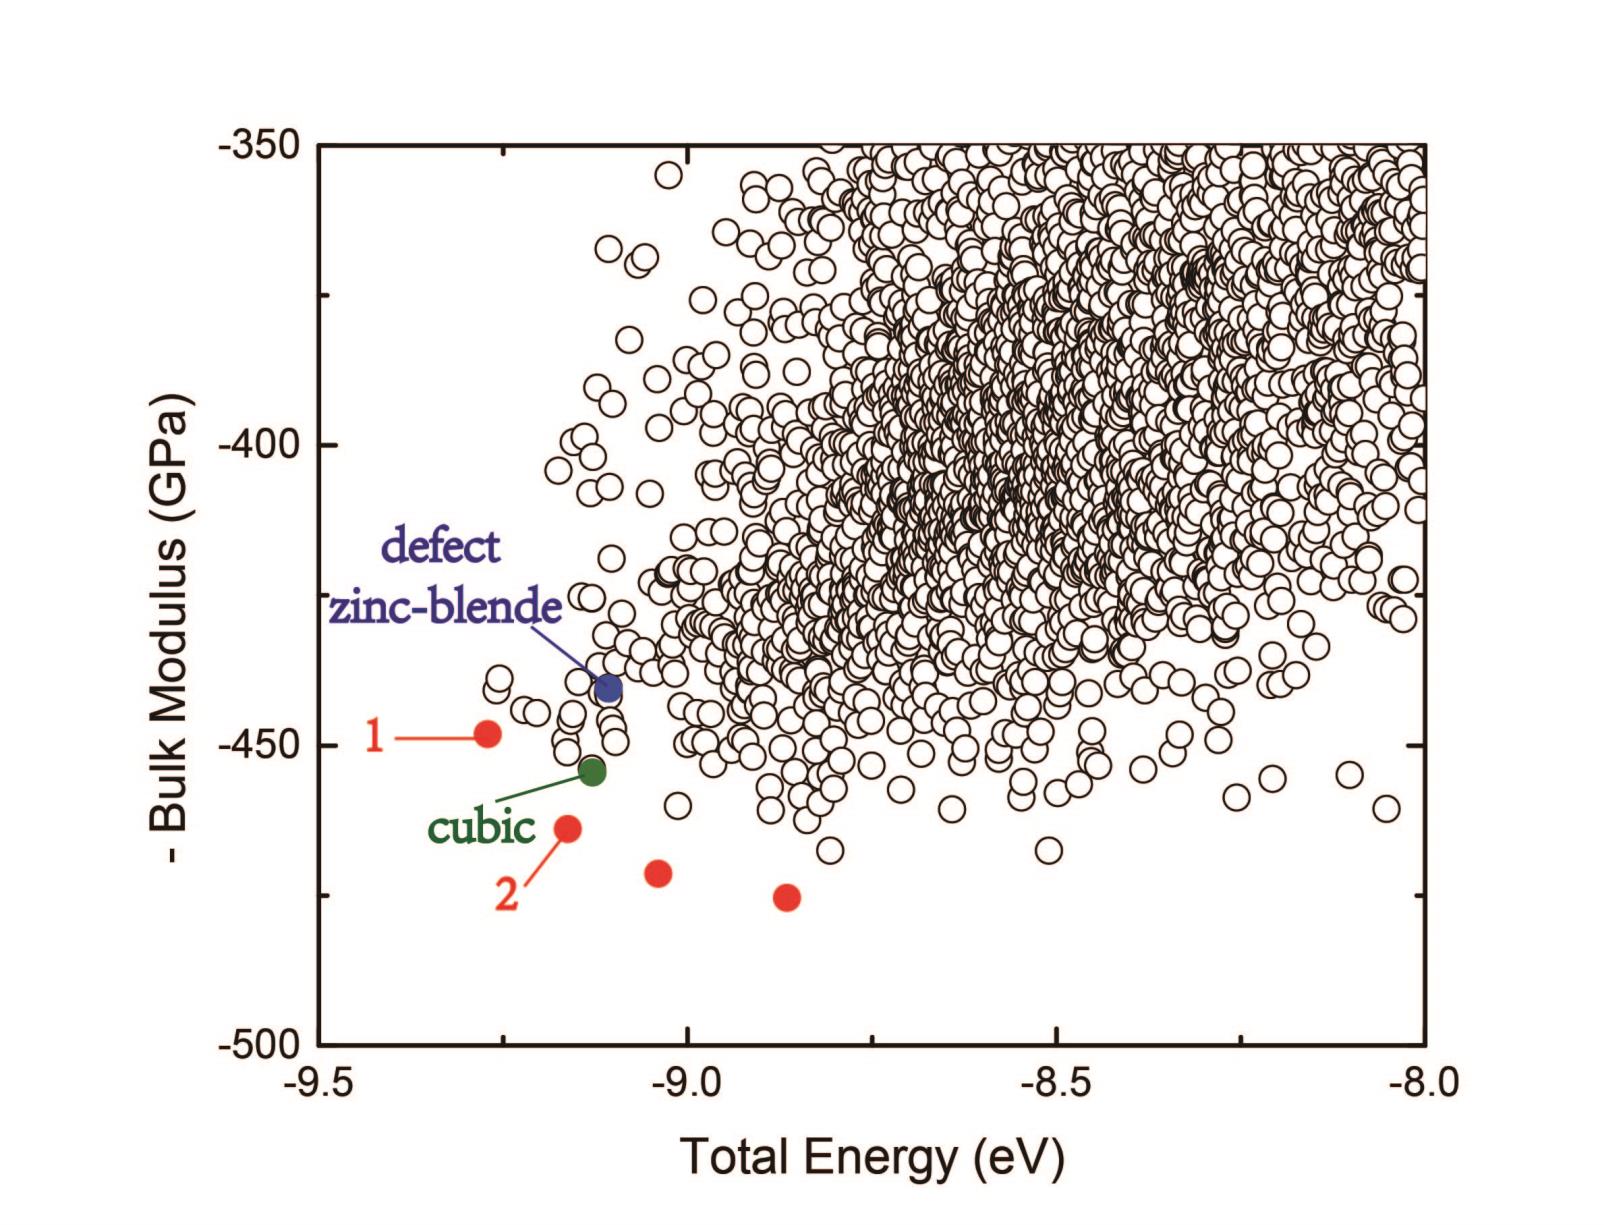 -350
-400
-450
-500
- Bulk Modulus (GPa)
defect
zinc-blende
1
cubic
2
-9.5
-9.0
-8.5
-8.0
Total Energy (eV)